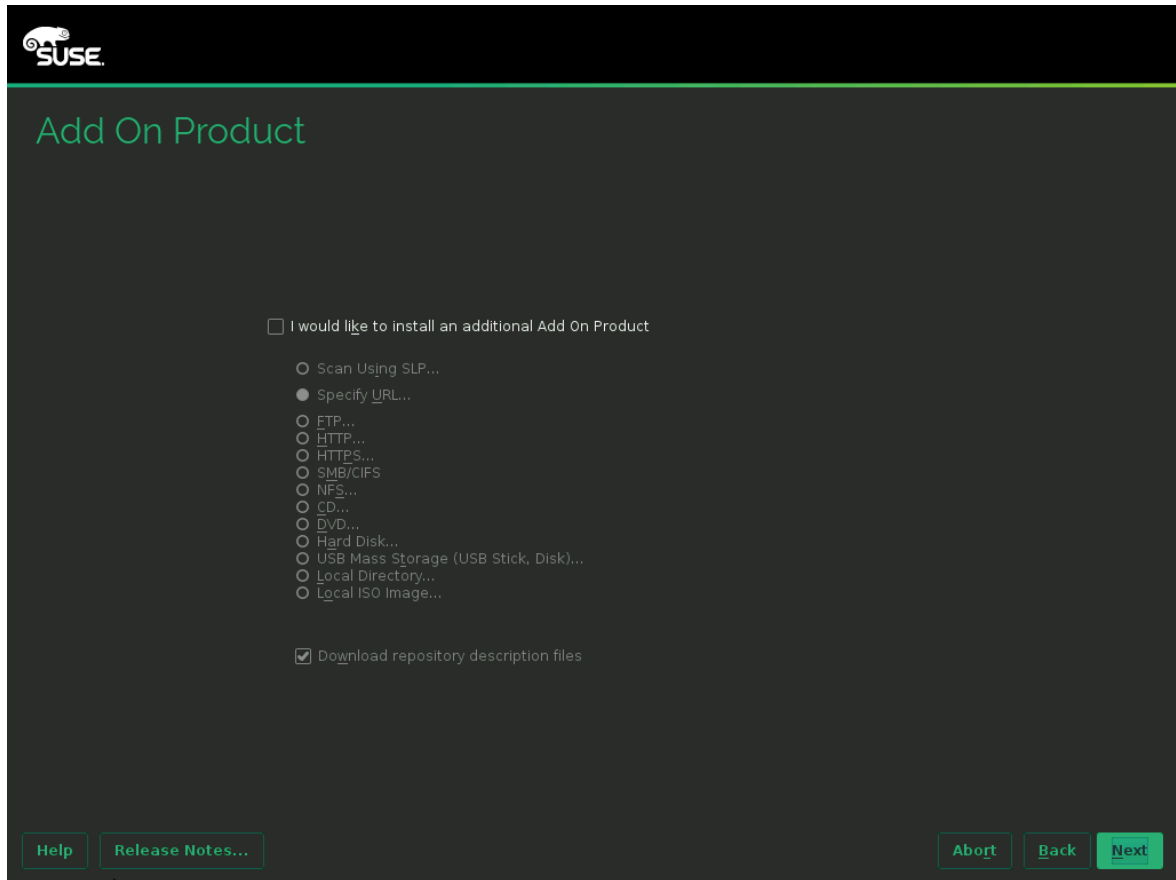 SUSE.
Add On Product
I would like to install an additional Add On Product
Scan Using SLP...
Specify URL...
FTP...
HTTP...
HTTPS...
SMB/CIFS
NFS...
CD...
DVD...
Hard Disk...
USB Mass Storage (USB Stick, Disk)...
Local Directory...
Local ISO Image...
Download repository description files
Help Release Notes... Abort Back Next